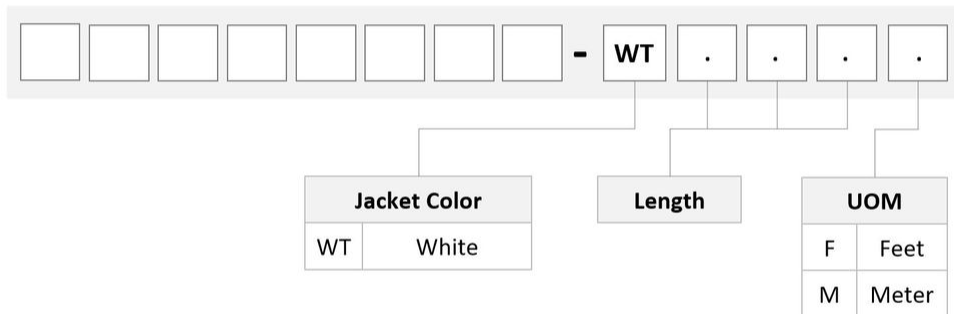 - WT . . . .
Jacket Color
WT White
Length
UOM
F Feet
M Meter